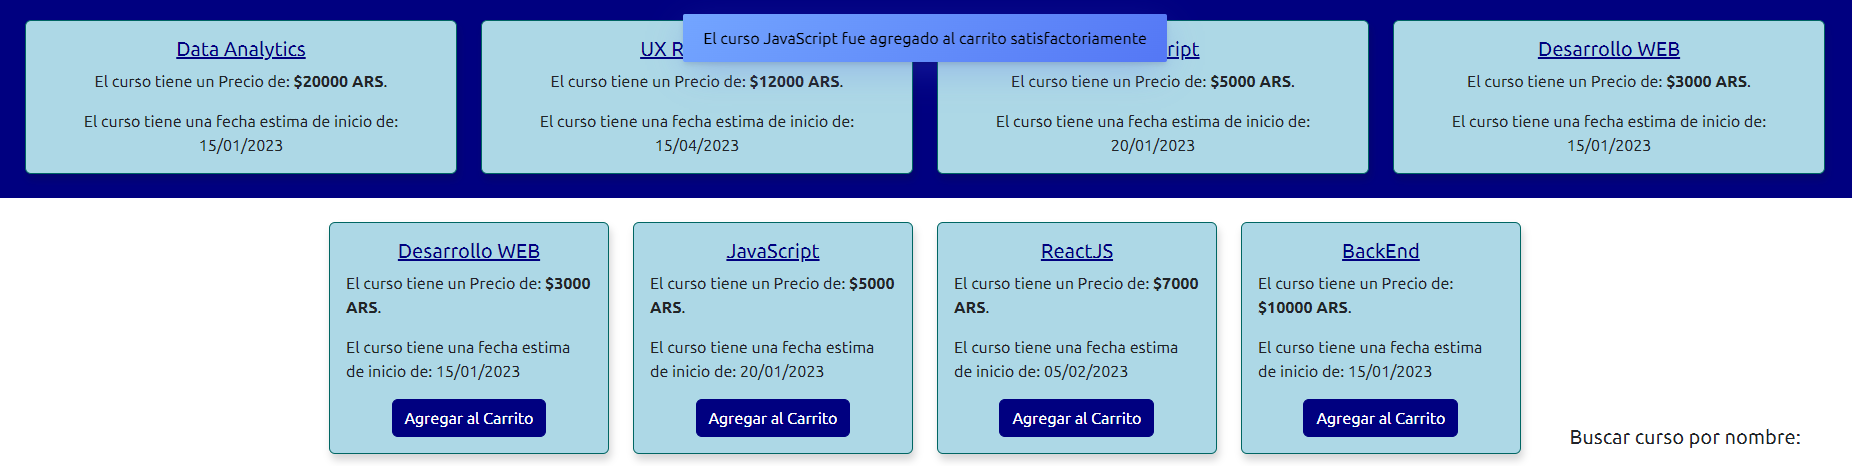 El curso JavaScript fue agregado al carrito satisfactoriamente
Data Analytics
El curso tiene un Precio de: $20000 ARS.
El curso tiene una fecha estima de inicio de:
15/01/2023
UX R
El curso tiene un Precio de: $12000 ARS.
El curso tiene una fecha estima de inicio de:
15/04/2023
ript
El curso tiene un Precio de: $5000 ARS.
El curso tiene una fecha estima de inicio de:
20/01/2023
Desarrollo WEB
El curso tiene un Precio de: $3000 ARS.
El curso tiene una fecha estima de inicio de:
15/01/2023
Desarrollo WEB
El curso tiene un Precio de: $3000
ARS.
El curso tiene una fecha estima
de inicio de: 15/01/2023
Agregar al Carrito
JavaScript
El curso tiene un Precio de: $5000
ARS.
El curso tiene una fecha estima
de inicio de: 20/01/2023
Agregar al Carrito
ReactJS
El curso tiene un Precio de: $7000
ARS.
El curso tiene una fecha estima
de inicio de: 05/02/2023
Agregar al Carrito
BackEnd
El curso tiene un Precio de:
$10000 ARS.
El curso tiene una fecha estima
de inicio de: 15/01/2023
Agregar al Carrito
Buscar curso por nombre: